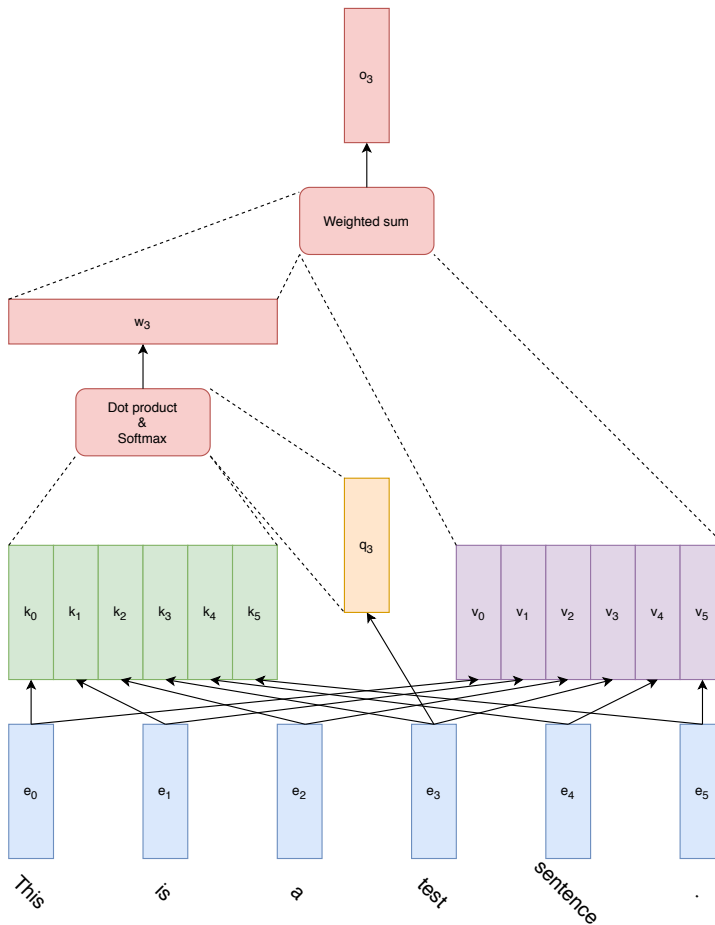 o3
Weighted sum
w3
Dot product
&
Softmax
q3
k0 k1 k2 k3 k4 k5
v0 v1 v2 v3 v4 v5
e0 e1 e2 e3 e4 e5
This is a test sentence .